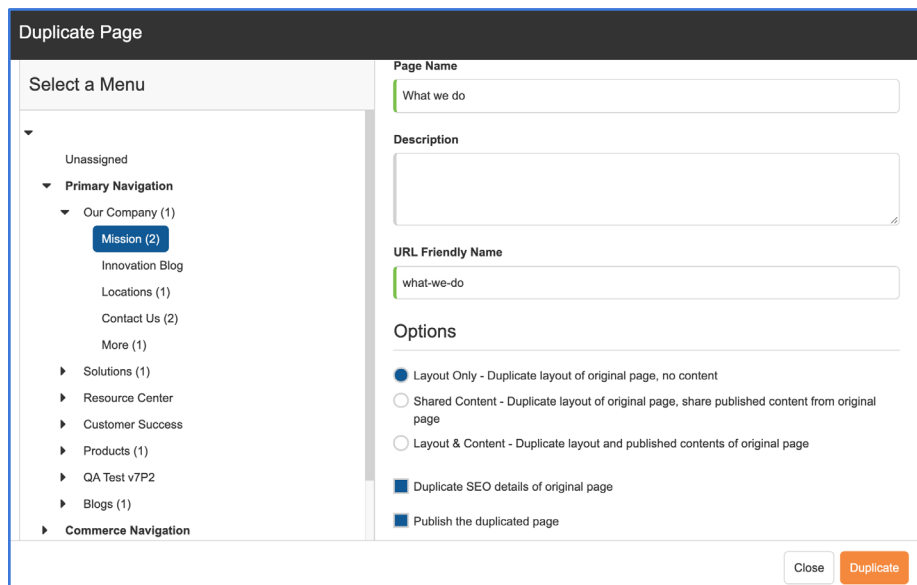 Duplicate Page
Select a Menu
Unassigned
Primary Navigation
Our Company (1)
Mission (2)
Innovation Blog
Locations (1)
Contact Us (2)
More (1)
Solutions (1)
Resource Center
Customer Success
Products (1)
QA Test v7P2
Blogs (1)
Commerce Navigation
Page Name
What we do
Description
URL Friendly Name
what-we-do
Options
Layout Only - Duplicate layout of original page, no content
Shared Content - Duplicate layout of original page, share published content from original
page
Layout & Content - Duplicate layout and published contents of original page
Duplicate SEO details of original page
Publish the duplicated page
Close
Duplicate